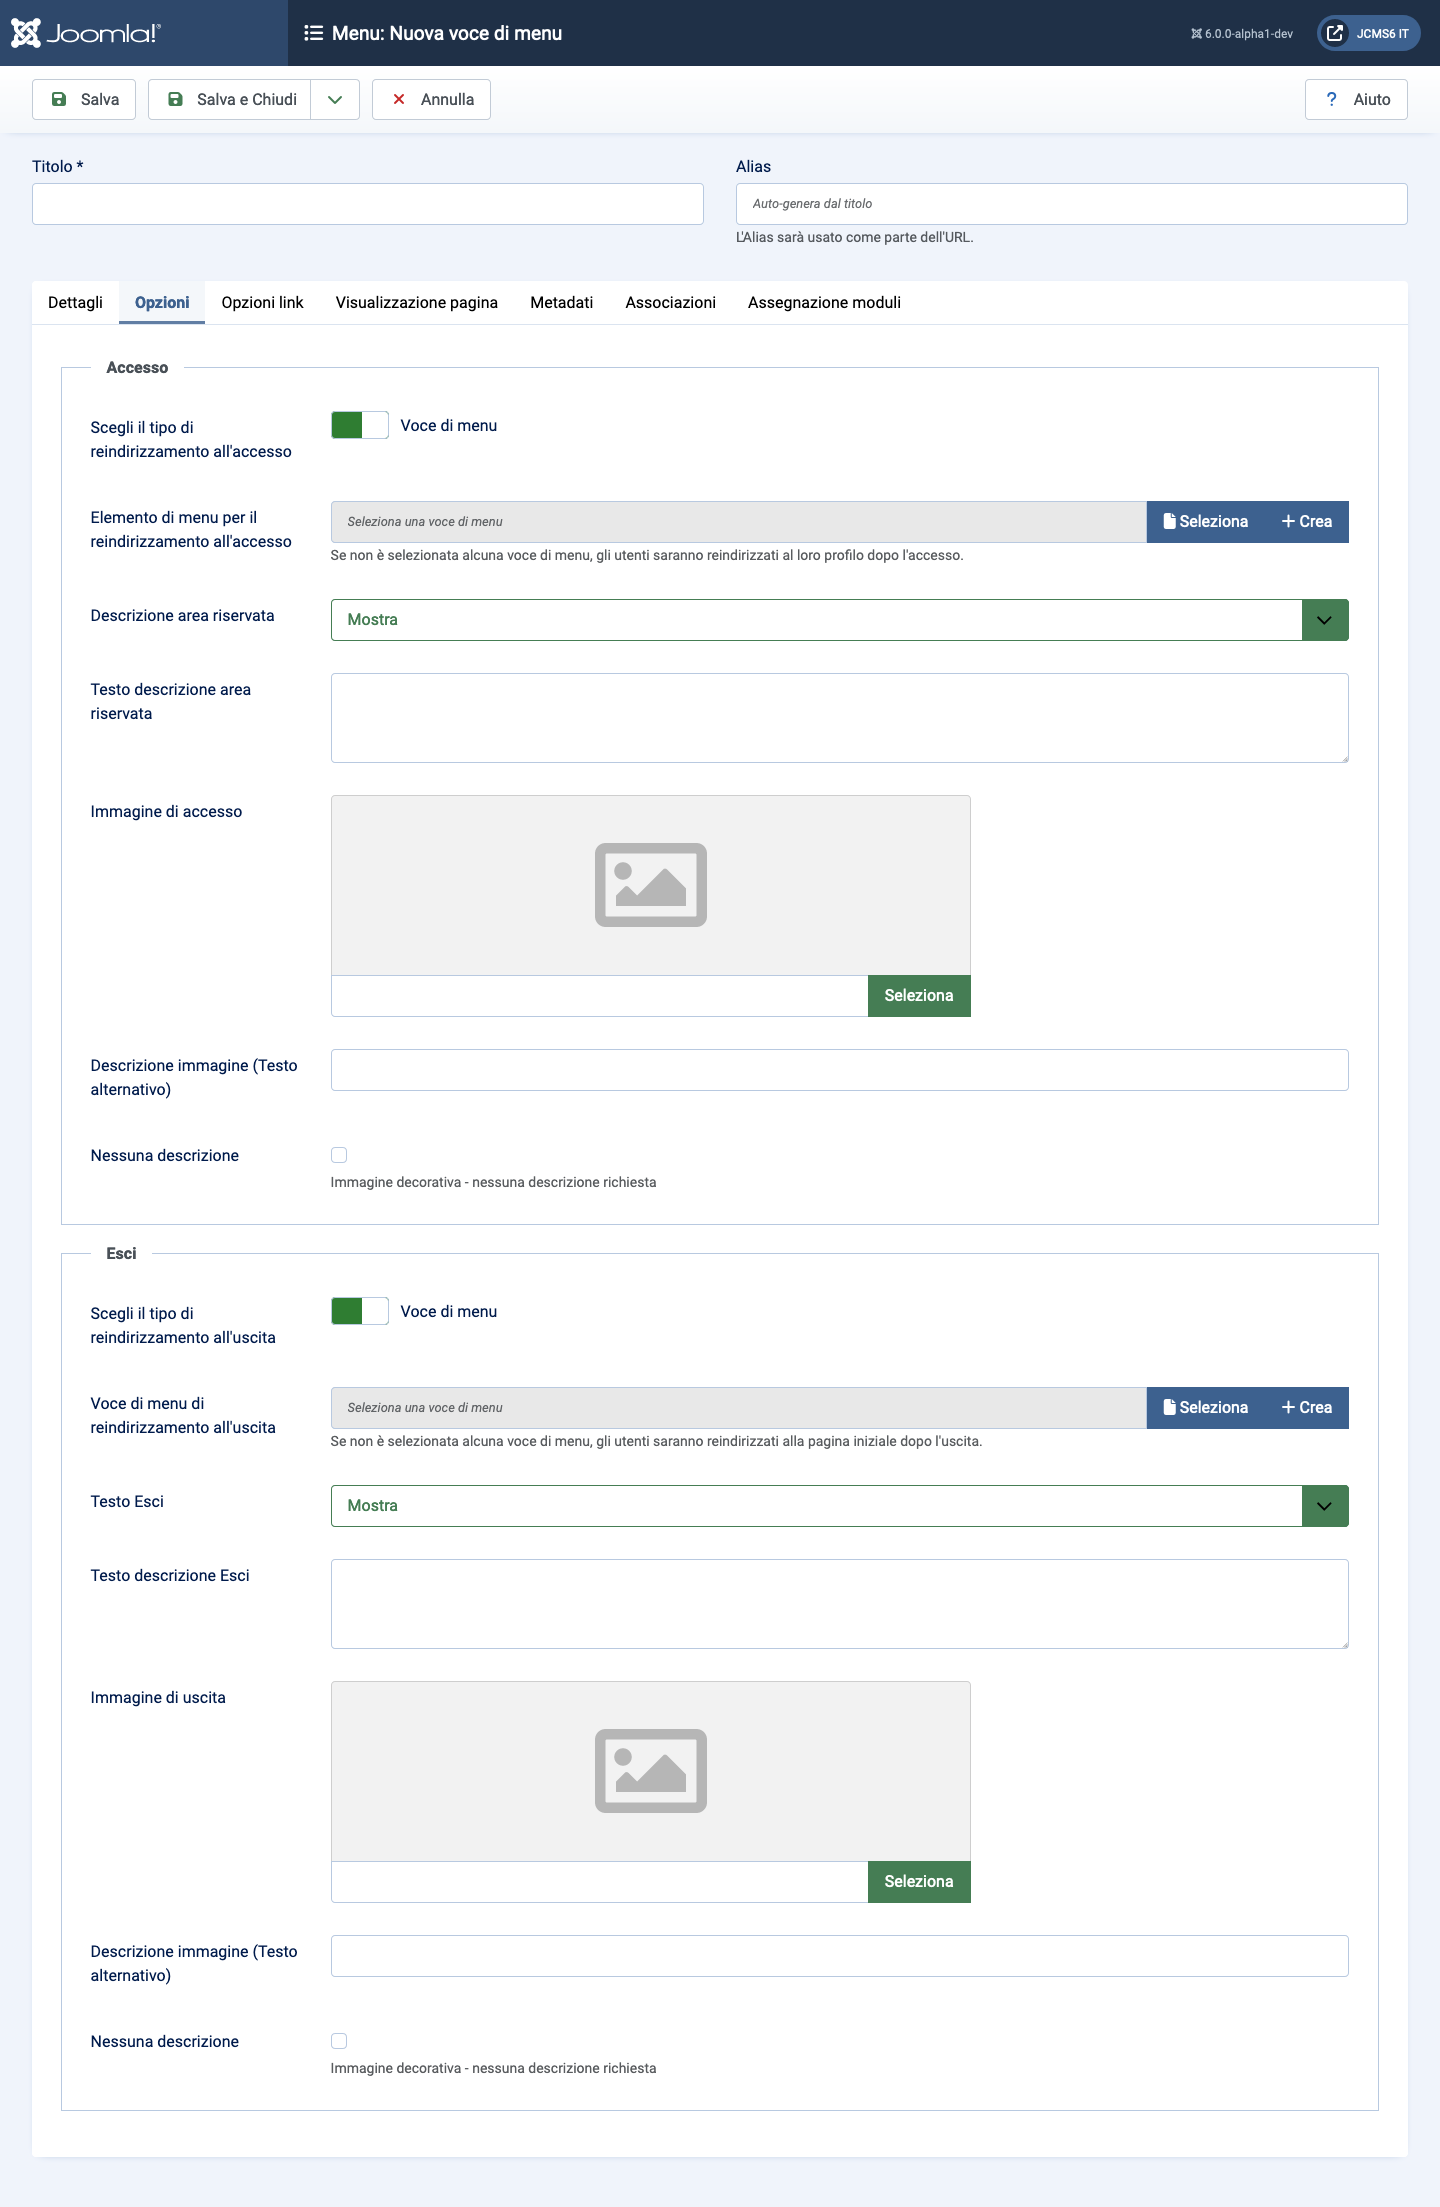 Joomla!®
Menu: Nuova voce di menu
6.0.0-alpha1-dev
JCMS6 IT
Salva
Salva e Chiudi
Annulla
? Aiuto
Titolo *
Alias
Auto-genera dal titolo
L'Alias sarà usato come parte dell'URL.
Dettagli
Opzioni
Opzioni link
Visualizzazione pagina
Metadati
Associazioni
Assegnazione moduli
Accesso
Scegli il tipo di
reindirizzamento all'accesso
Voce di menu
Elemento di menu per il
reindirizzamento all'accesso
Seleziona una voce di menu
Seleziona
Crea
Se non è selezionata alcuna voce di menu, gli utenti saranno reindirizzati al loro profilo dopo l'accesso.
Descrizione area riservata
Mostra
Testo descrizione area
riservata
Immagine di accesso
Seleziona
Descrizione immagine (Testo
alternativo)
Nessuna descrizione
Immagine decorativa - nessuna descrizione richiesta
Esci
Scegli il tipo di
reindirizzamento all'uscita
Voce di menu
Voce di menu di
reindirizzamento all'uscita
Seleziona una voce di menu
Seleziona
Crea
Se non è selezionata alcuna voce di menu, gli utenti saranno reindirizzati alla pagina iniziale dopo l'uscita.
Testo Esci
Mostra
Testo descrizione Esci
Immagine di uscita
Seleziona
Descrizione immagine (Testo
alternativo)
Nessuna descrizione
Immagine decorativa - nessuna descrizione richiesta